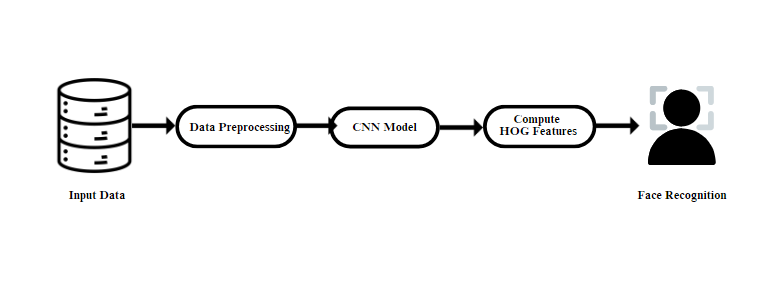 Data Preprocessing
CNN Model
Compute
HOG Features
Input Data
Face Recognition